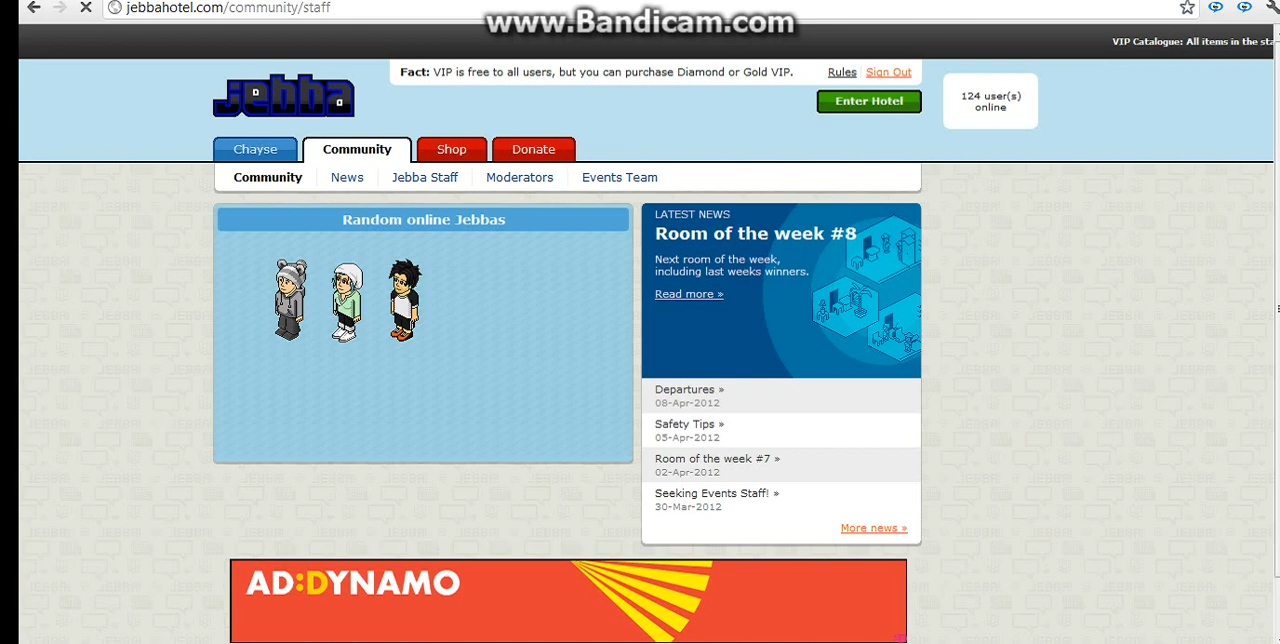 jebbahotel.com/community/staff
www.Bandicam.com
VIP Catalogue: All items in the sta
Fact: VIP is free to all users, but you can purchase Diamond or Gold VIP.
Rules
Sign Out
jebba
Enter Hotel
124 user(s)
online
Chayse
Community
Shop
Donate
Community
News
Jebba Staff
Moderators
Events Team
Random online Jebbas
LATEST NEWS
Room of the week #8
Next room of the week,
including last weeks winners.
Read more »
Departures »
08-Apr-2012
Safety Tips »
05-Apr-2012
Room of the week #7 »
02-Apr-2012
Seeking Events Staff! »
30-Mar-2012
More news »
AD:DYNAMO